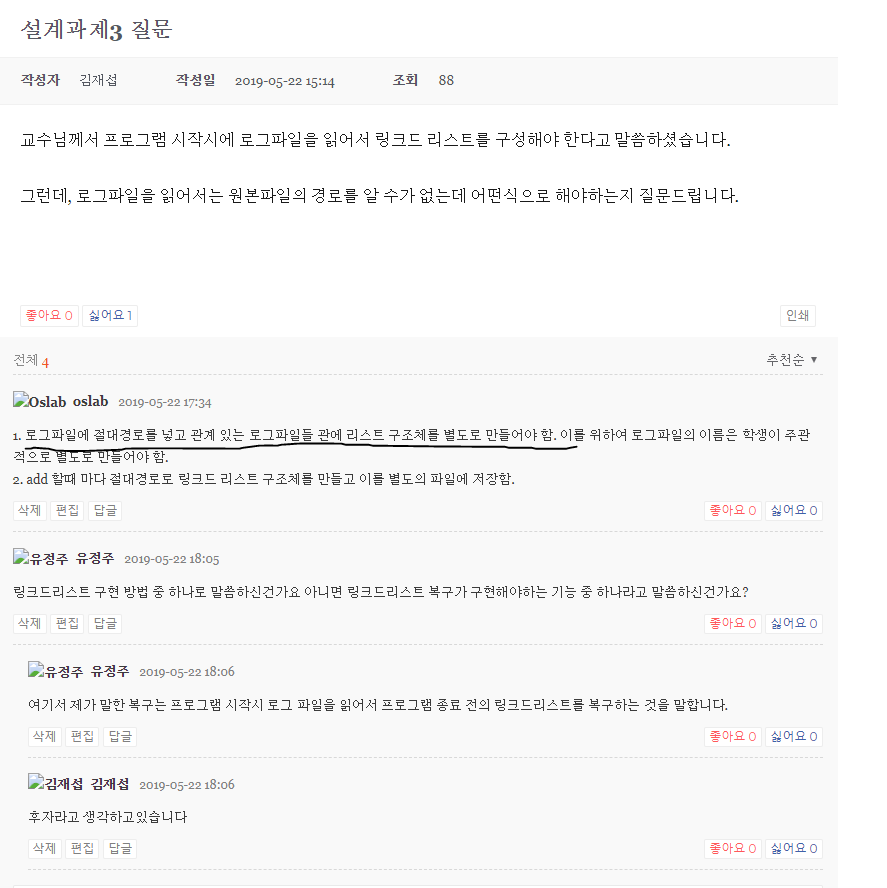 설계과제3 질문
작성자 김재섭 작성일 2019-05-22 15:14 조회 88
교수님께서 프로그램 시작시에 로그파일을 읽어서 링크드 리스트를 구성해야 한다고 말씀하셨습니다.
그런데, 로그파일을 읽어서는 원본파일의 경로를 알 수가 없는데 어떤식으로 해야하는지 질문드립니다.
좋아요 0 싫어요 1 인쇄
전체 4 추천순 ▼
Oslab oslab 2019-05-22 17:34
1. 로그파일에 절대경로를 넣고 관계 있는 로그파일들 관에 리스트 구조체를 별도로 만들어야 함. 이를 위하여 로그파일의 이름은 학생이 주관
적으로 별도로 만들어야 함.
2. add 할때 마다 절대경로로 링크드 리스트 구조체를 만들고 이를 별도의 파일에 저장함.
삭제 편집 답글 좋아요 0 싫어요 0
유정주 유정주 2019-05-22 18:05
링크드리스트 구현 방법 중 하나로 말씀하신건가요 아니면 링크드리스트 복구가 구현해야하는 기능 중 하나라고 말씀하신건가요?
삭제 편집 답글 좋아요 0 싫어요 0
유정주 유정주 2019-05-22 18:06
여기서 제가 말한 복구는 프로그램 시작시 로그 파일을 읽어서 프로그램 종료 전의 링크드리스트를 복구하는 것을 말합니다.
삭제 편집 답글 좋아요 0 싫어요 0
김재섭 김재섭 2019-05-22 18:06
후자라고 생각하고있습니다
삭제 편집 답글 좋아요 0 싫어요 0